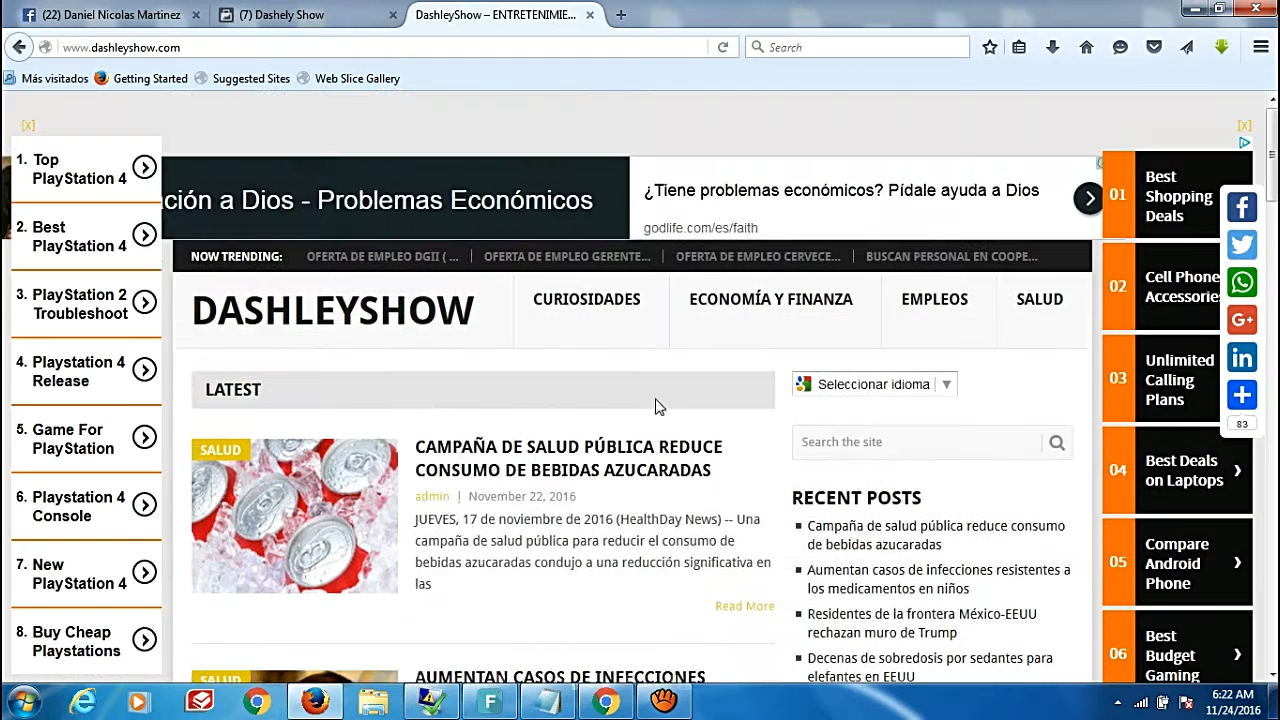 (22) Daniel Nicolas Martinez
(7) Dashely Show
DashleyShow – ENTRETENIMIE...
www.dashleyshow.com
Search
Más visitados
Getting Started
Suggested Sites
Web Slice Gallery
[x]
[x]
1. Top
PlayStation 4
2. Best
PlayStation 4
3. PlayStation 2
Troubleshoot
4. Playstation 4
Release
5. Game For
PlayStation
6. Playstation 4
Console
7. New
PlayStation 4
8. Buy Cheap
Playstations
ción a Dios - Problemas Económicos
¿Tiene problemas económicos? Pídale ayuda a Dios
godlife.com/es/faith
NOW TRENDING:
OFERTA DE EMPLEO DGII ( ...
OFERTA DE EMPLEO GERENTE...
OFERTA DE EMPLEO CERVECE...
BUSCAN PERSONAL EN COOPE...
DASHLEYSHOW
CURIOSIDADES
ECONOMÍA Y FINANZA
EMPLEOS
SALUD
LATEST
SALUD
CAMPAÑA DE SALUD PÚBLICA REDUCE
CONSUMO DE BEBIDAS AZUCARADAS
admin | November 22, 2016
JUEVES, 17 de noviembre de 2016 (HealthDay News) -- Una
campaña de salud pública para reducir el consumo de
bebidas azucaradas condujo a una reducción significativa en
las
Read More
SALUD
AUMENTAN CASOS DE INFECCIONES
Seleccionar idioma
Search the site
RECENT POSTS
Campaña de salud pública reduce consumo
de bebidas azucaradas
Aumentan casos de infecciones resistentes a
los medicamentos en niños
Residentes de la frontera México-EEUU
rechazan muro de Trump
Decenas de sobredosis por sedantes para
elefantes en EEUU
01
Best
Shopping
Deals
02
Cell Phone
Accessories
03
Unlimited
Calling
Plans
04
Best Deals
on Laptops
05
Compare
Android
Phone
06
Best
Budget
Gaming
83
6:22 AM
11/24/2016